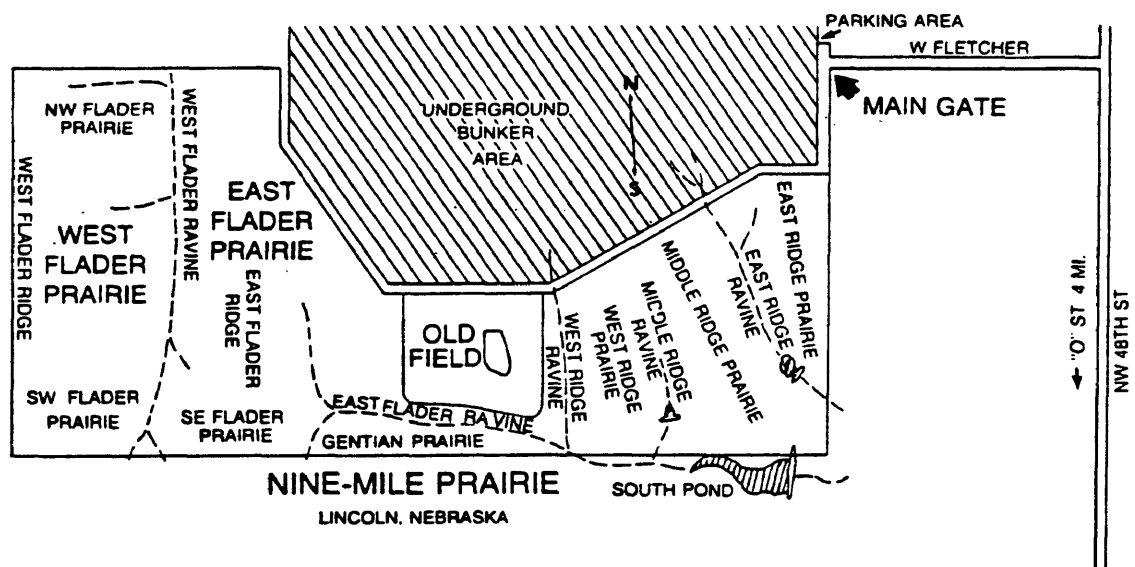 PARKING AREA
W FLETCHER
MAIN GATE
N
S
UNDERGROUND
BUNKER
AREA
NW FLADER
PRAIRIE
WEST FLADER RAVINE
WEST FLADER RIDGE
WEST
FLADER
PRAIRIE
EAST
FLADER
PRAIRIE
EAST FLADER
RIDGE
SW FLADER
PRAIRIE
SE FLADER
PRAIRIE
OLD
FIELD
EAST FLADER RAVINE
GENTIAN PRAIRIE
WEST RIDGE
RAVINE
WEST RIDGE
PRAIRIE
MIDDLE RIDGE
RAVINE
MIDDLE RIDGE PRAIRIE
EAST RIDGE
RAVINE
EAST RIDGE PRAIRIE
SOUTH POND
"O" ST 4 MI.
NW 48TH ST
NINE-MILE PRAIRIE
LINCOLN, NEBRASKA